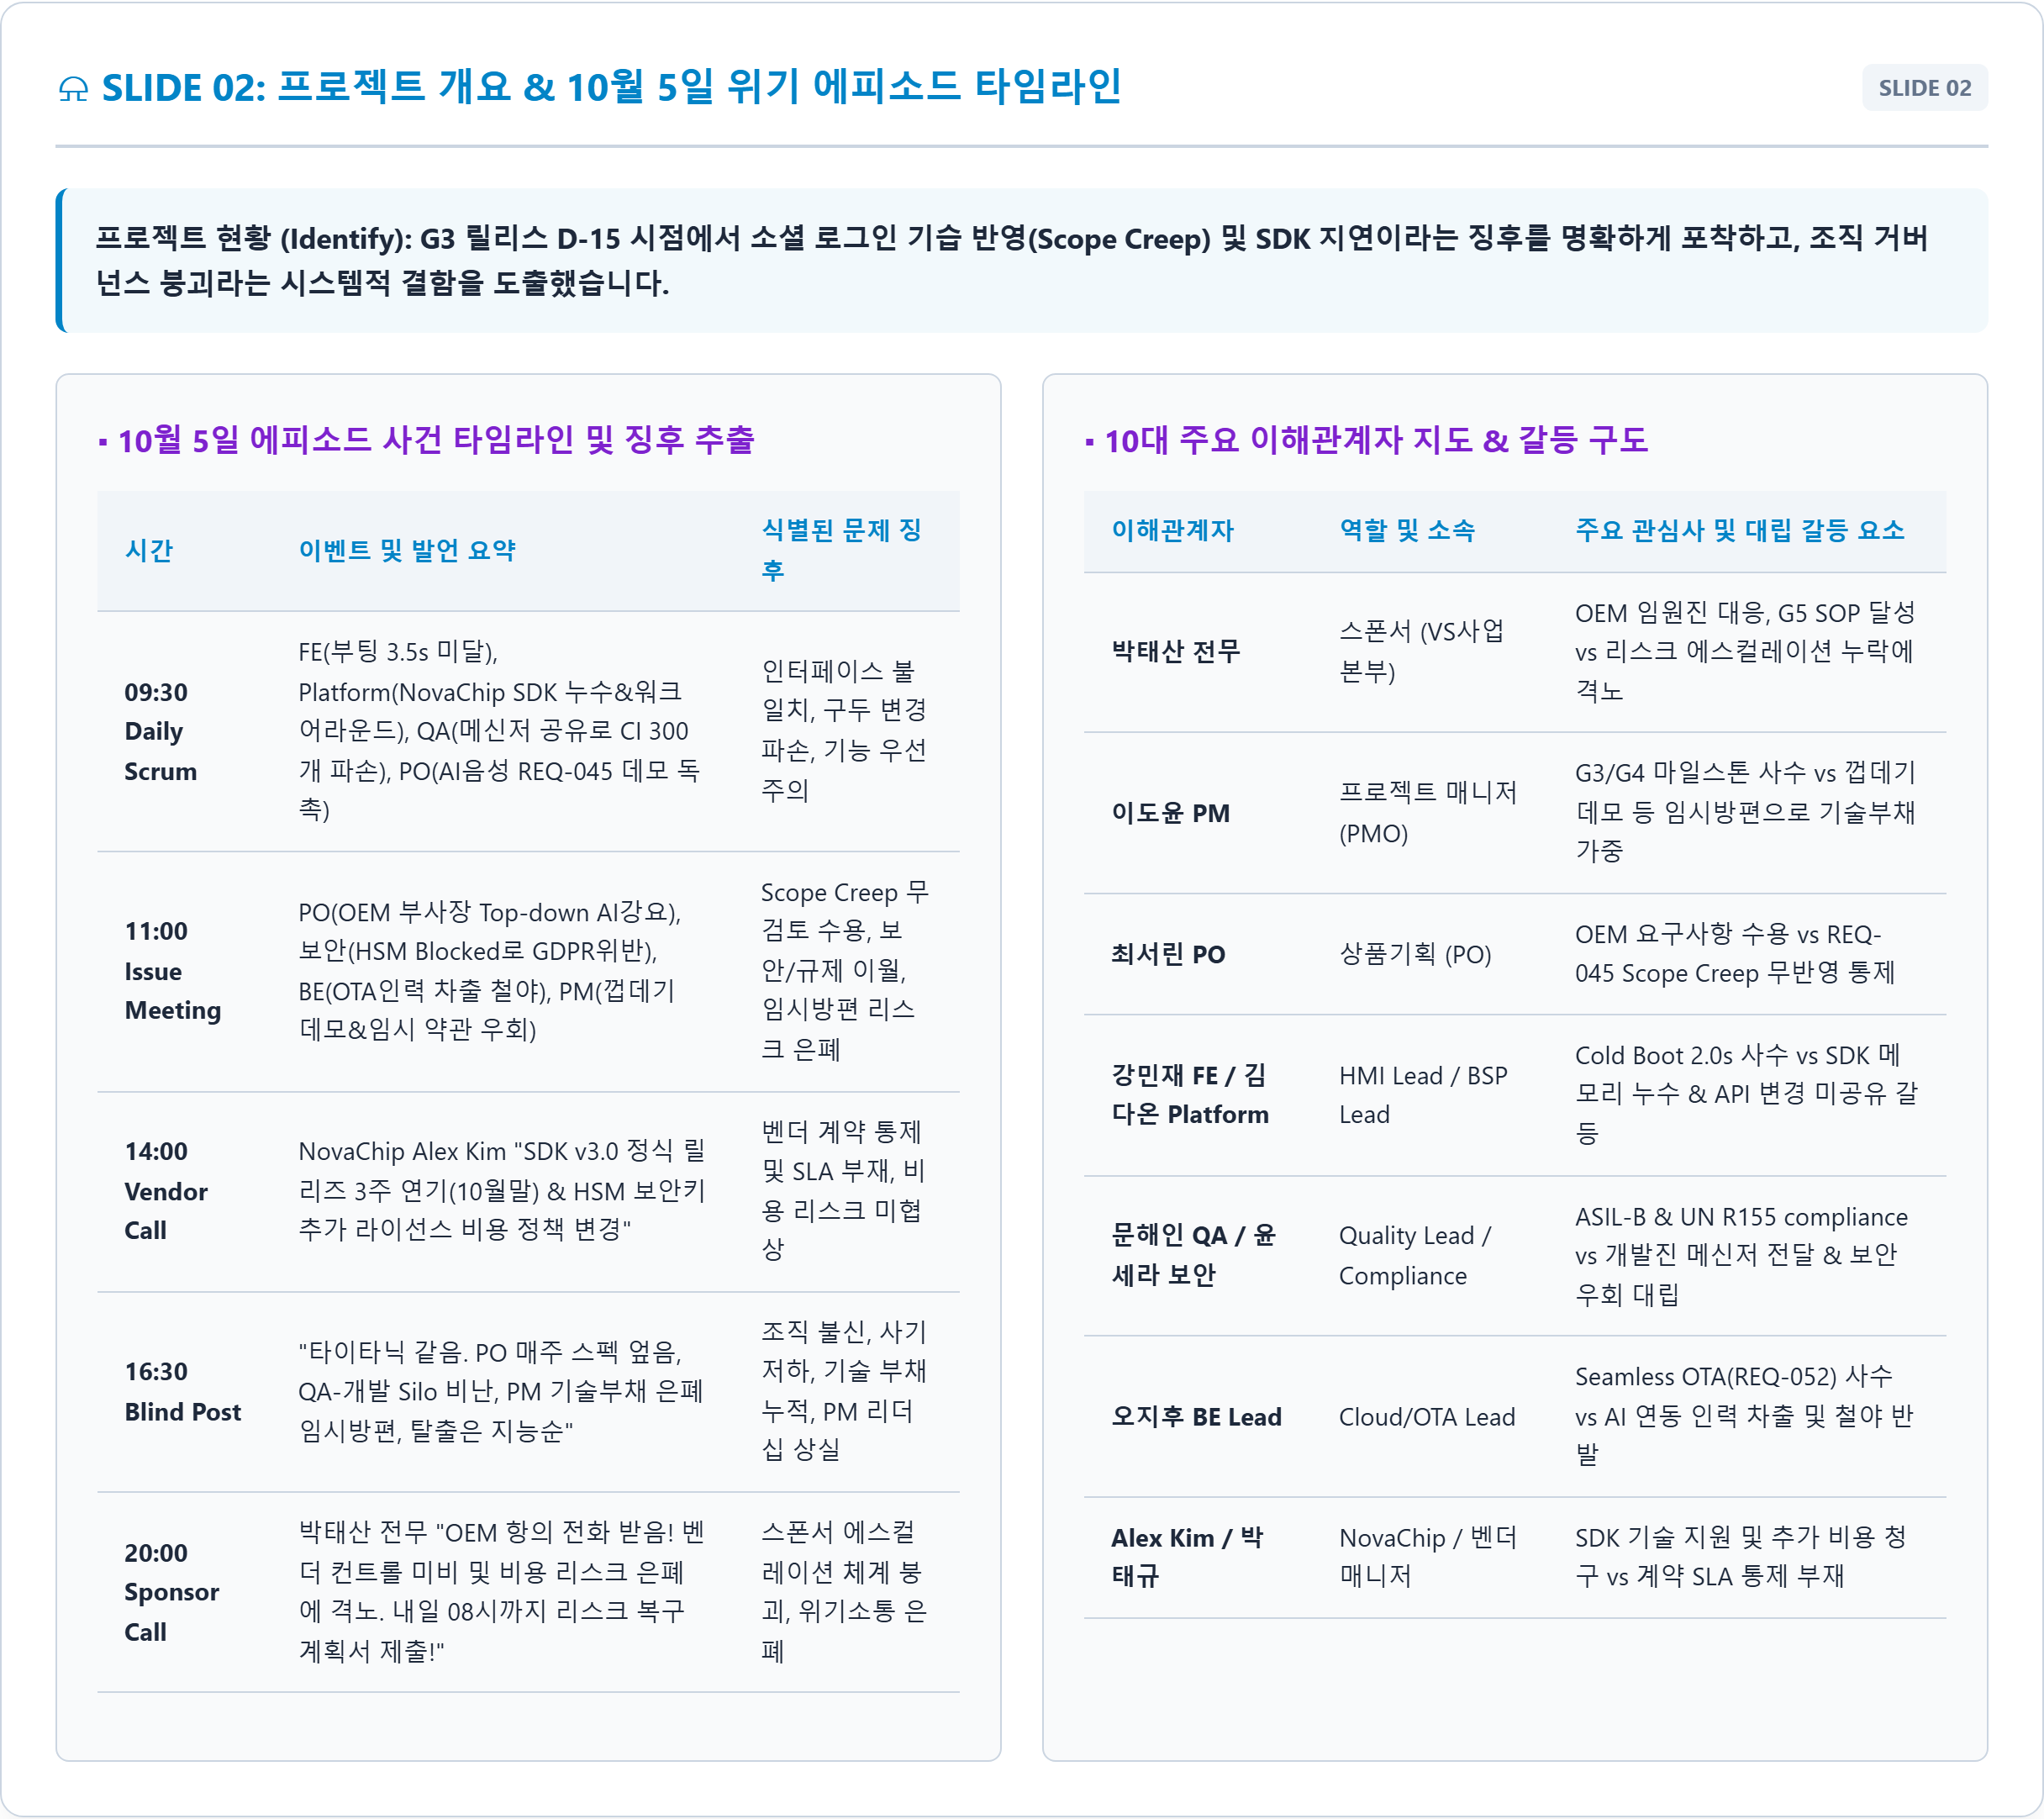 SLIDE 02: 프로젝트 개요 & 10월 5일 위기 에피소드 타임라인
SLIDE 02
프로젝트 현황 (Identify): G3 릴리스 D-15 시점에서 소셜 로그인 기습 반영(Scope Creep) 및 SDK 지연이라는 징후를 명확하게 포착하고, 조직 거버
넌스 붕괴라는 시스템적 결함을 도출했습니다.
▪ 10월 5일 에피소드 사건 타임라인 및 징후 추출
시간
이벤트 및 발언 요약
식별된 문제 징
후
09:30
Daily
Scrum
FE(부팅 3.5s 미달),
Platform(NovaChip SDK 누수&워크
어라운드), QA(메신저 공유로 CI 300
개 파손), PO(AI음성 REQ-045 데모 독
촉)
인터페이스 불
일치, 구두 변경
파손, 기능 우선
주의
11:00
Issue
Meeting
PO(OEM 부사장 Top-down AI강요),
보안(HSM Blocked로 GDPR위반),
BE(OTA인력 차출 철야), PM(껍데기
데모&임시 약관 우회)
Scope Creep 무
검토 수용, 보
안/규제 이월,
임시방편 리스
크 은폐
14:00
Vendor
Call
NovaChip Alex Kim "SDK v3.0 정식 릴
리즈 3주 연기(10월말) & HSM 보안키
추가 라이선스 비용 정책 변경"
벤더 계약 통제
및 SLA 부재, 비
용 리스크 미협
상
16:30
Blind Post
"타이타닉 같음. PO 매주 스펙 엎음,
QA-개발 Silo 비난, PM 기술부채 은폐
임시방편, 탈출은 지능순"
조직 불신, 사기
저하, 기술 부채
누적, PM 리더
십 상실
20:00
Sponsor
Call
박태산 전무 "OEM 항의 전화 받음! 벤
더 컨트롤 미비 및 비용 리스크 은폐
에 격노. 내일 08시까지 리스크 복구
계획서 제출!"
스폰서 에스컬
레이션 체계 붕
괴, 위기소통 은
폐
▪ 10대 주요 이해관계자 지도 & 갈등 구도
이해관계자
역할 및 소속
주요 관심사 및 대립 갈등 요소
박태산 전무
스폰서 (VS사업
본부)
OEM 임원진 대응, G5 SOP 달성
vs 리스크 에스컬레이션 누락에
격노
이도윤 PM
프로젝트 매니저
(PMO)
G3/G4 마일스톤 사수 vs 껍데기
데모 등 임시방편으로 기술부채
가중
최서린 PO
상품기획 (PO)
OEM 요구사항 수용 vs REQ-
045 Scope Creep 무반영 통제
강민재 FE / 김
다온 Platform
HMI Lead / BSP
Lead
Cold Boot 2.0s 사수 vs SDK 메
모리 누수 & API 변경 미공유 갈
등
문해인 QA / 윤
세라 보안
Quality Lead /
Compliance
ASIL-B & UN R155 compliance
vs 개발진 메신저 전달 & 보안
우회 대립
오지후 BE Lead
Cloud/OTA Lead
Seamless OTA(REQ-052) 사수
vs AI 연동 인력 차출 및 철야 반
발
Alex Kim / 박
태규
NovaChip / 벤더
매니저
SDK 기술 지원 및 추가 비용 청
구 vs 계약 SLA 통제 부재